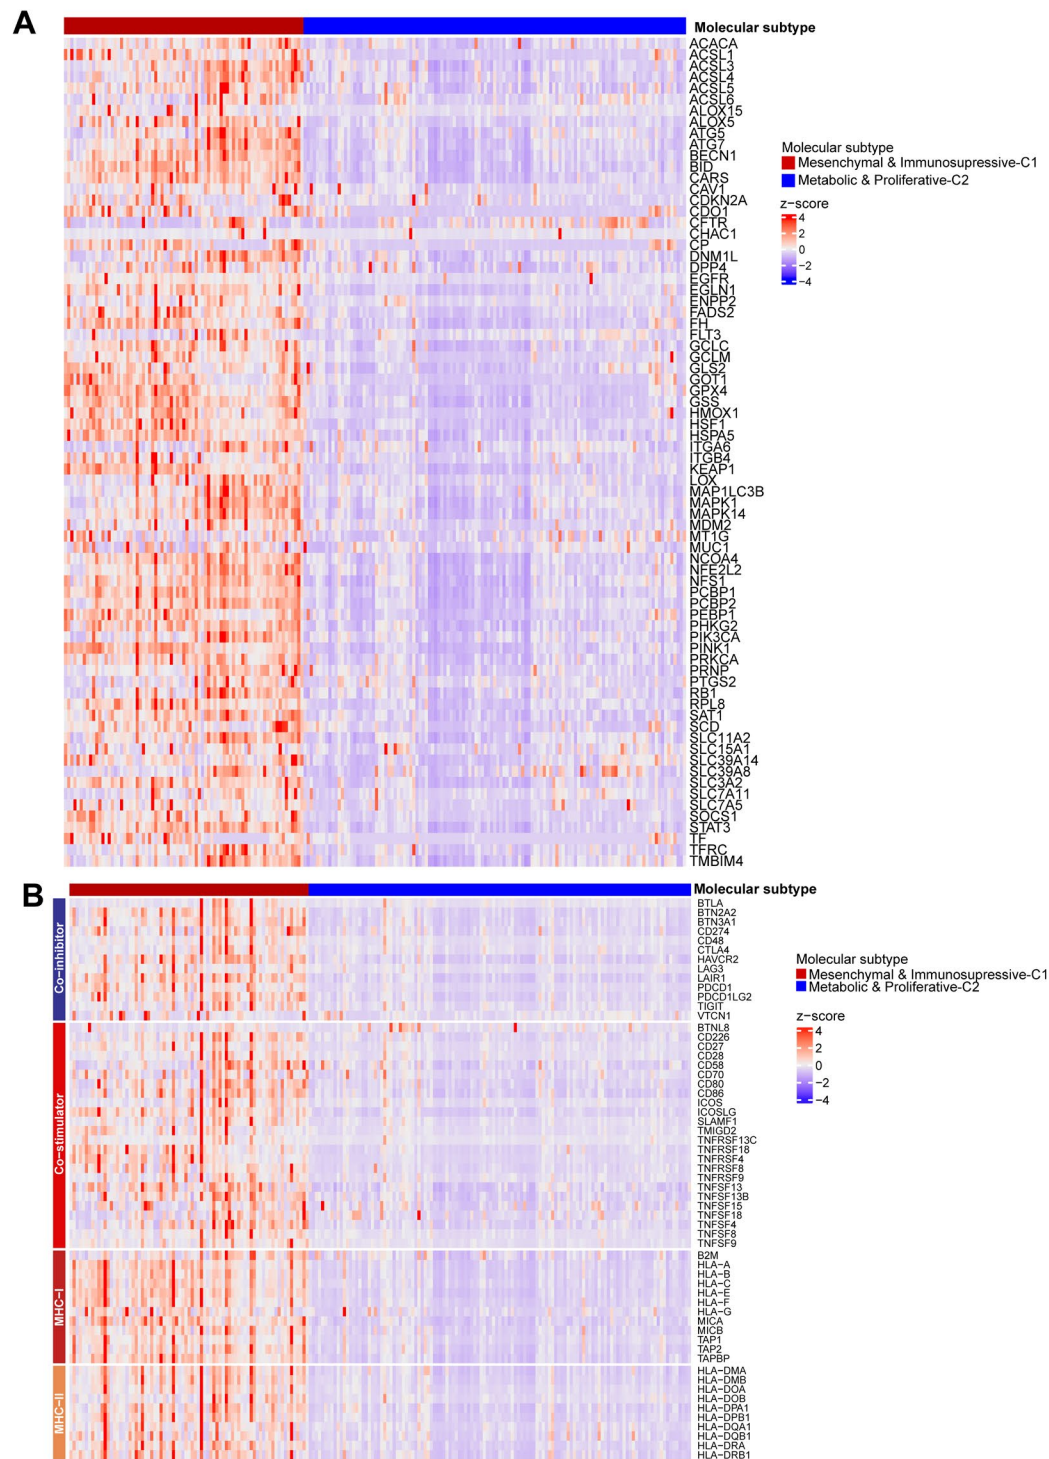 A
Molecular subtype
ACACA
ACSL1
ACSL3
ACSL4
ACSL5
ACSL6
ALOX15
ALOX5
ATG5
ATG7
BECN1
BID
CARS
CAV1
CDKN2A
CDO1
CFTR
CHAC1
CP
DNM1L
DPP4
EGFR
EGLN1
ENPP2
FADS2
FH
FLT3
GCLC
GCLM
GLS2
GOT1
GPX4
GSS
HMOX1
HSF1
HSPA5
ITGA6
ITGB4
KEAP1
LOX
MAP1LC3B
MAPK1
MAPK14
MDM2
MT1G
MUC1
NCOA4
NFE2L2
NFS1
PCBP1
PCBP2
PEBP1
PHKG2
PIK3CA
PINK1
PRKCA
PRNP
PTGS2
RB1
RPL8
SAT1
SCD
SLC11A2
SLC15A1
SLC39A14
SLC39A8
SLC3A2
SLC7A11
SLC7A5
SOCS1
STAT3
TF
TFRC
TMBIM4
Molecular subtype
Mesenchymal & Immunosupressive-C1
Metabolic & Proliferative-C2
z-score
4
2
0
−2
−4
B
Molecular subtype
Co-inhibitor
BTLA
BTN2A2
BTN3A1
CD274
CD48
CTLA4
HAVCR2
LAG3
LAIR1
PDCD1
PDCD1LG2
TIGIT
VTCN1
Co-stimulator
BTNL8
CD226
CD27
CD28
CD58
CD70
CD80
CD86
ICOS
ICOSLG
SLAMF1
TMIGD2
TNFRSF13C
TNFRSF18
TNFRSF4
TNFRSF8
TNFRSF9
TNFSF13
TNFSF13B
TNFSF15
TNFSF18
TNFSF4
TNFSF8
TNFSF9
MHC-I
B2M
HLA-A
HLA-B
HLA-C
HLA-E
HLA-F
HLA-G
MICA
MICB
TAP1
TAP2
TAPBP
MHC-II
HLA-DMA
HLA-DMB
HLA-DOA
HLA-DOB
HLA-DPA1
HLA-DPB1
HLA-DQA1
HLA-DQB1
HLA-DRA
HLA-DRB1
Molecular subtype
Mesenchymal & Immunosupressive-C1
Metabolic & Proliferative-C2
z-score
4
2
0
−2
−4